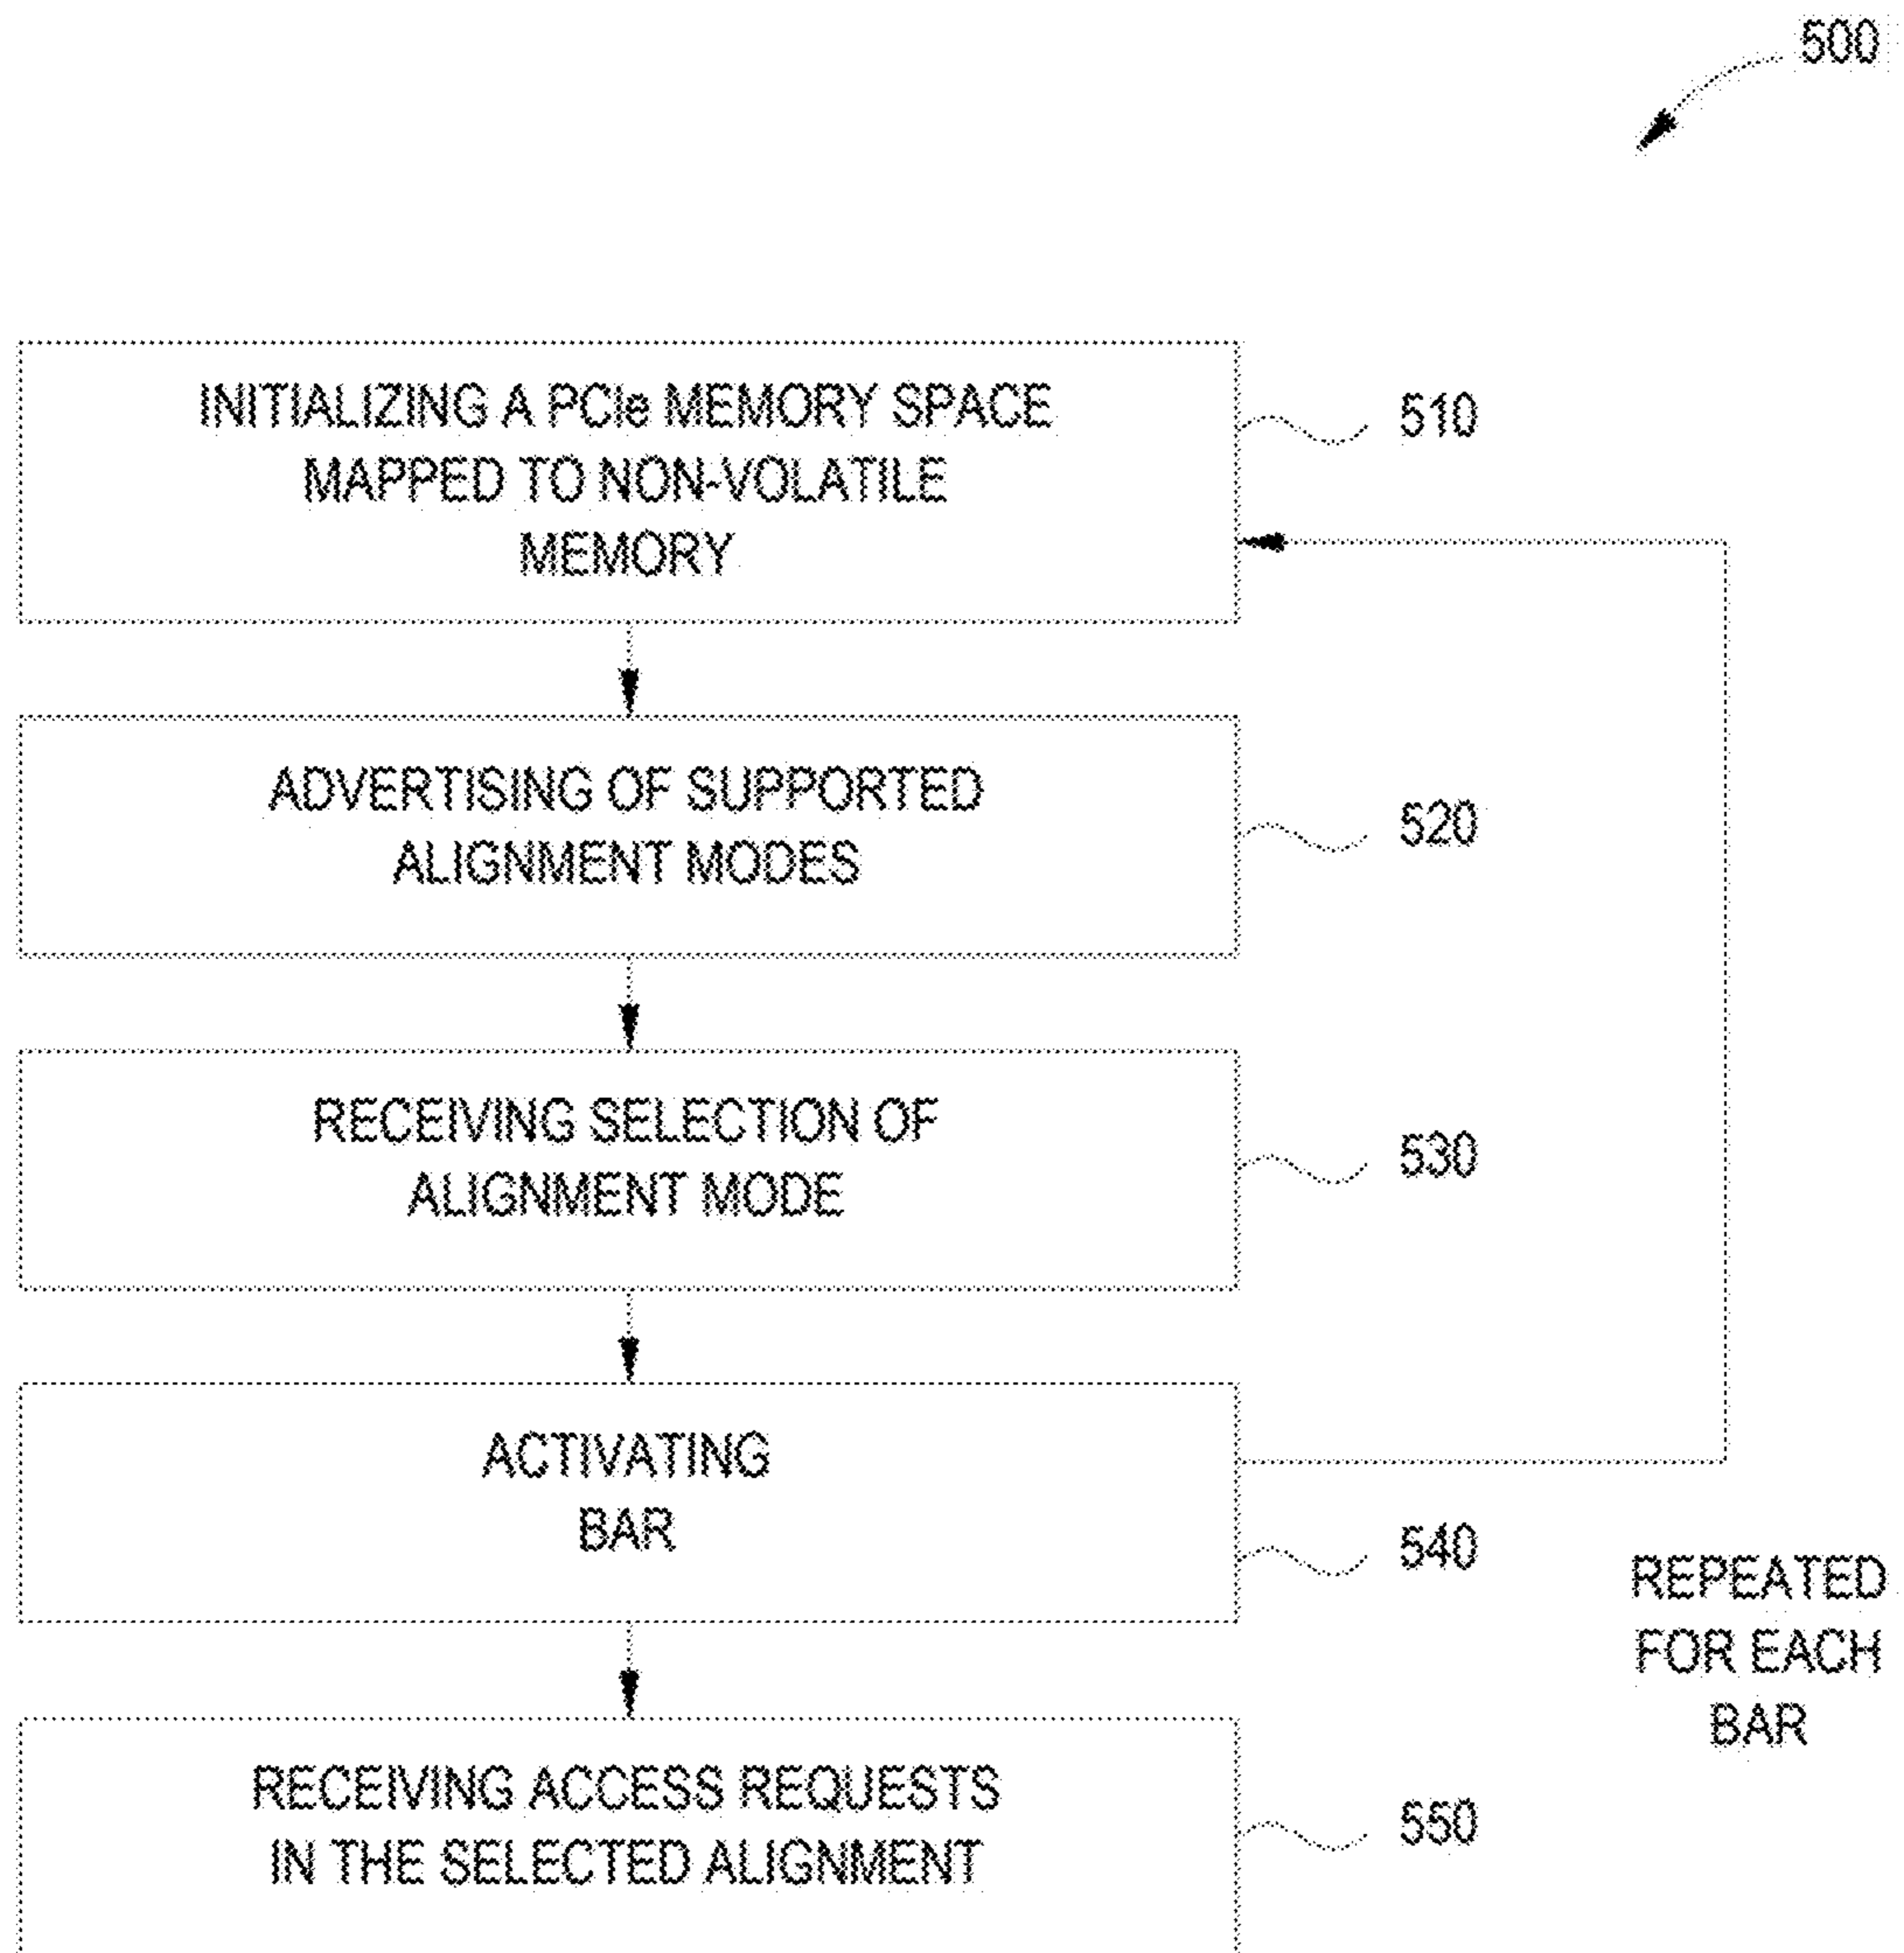 500
INITIALIZING A PCIe MEMORY SPACE
MAPPED TO NON-VOLATILE
MEMORY
510
ADVERTISING OF SUPPORTED
ALIGNMENT MODES
520
RECEIVING SELECTION OF
ALIGNMENT MODE
530
ACTIVATING
BAR
540
REPEATED
FOR EACH
BAR
RECEIVING ACCESS REQUESTS
IN THE SELECTED ALIGNMENT
550